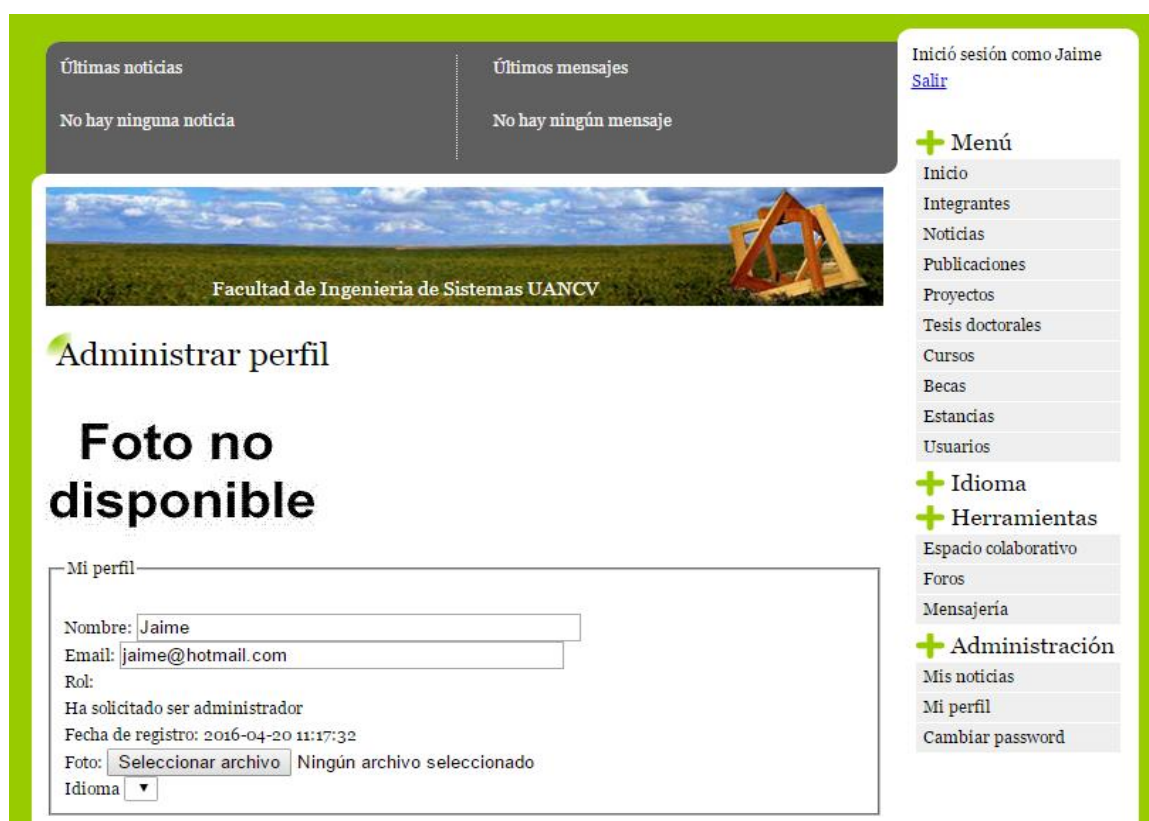 Últimas noticias
Últimos mensajes
No hay ninguna noticia
No hay ningún mensaje
Inició sesión como Jaime
Salir
Facultad de Ingenieria de Sistemas UANCV
Administrar perfil
Foto no
disponible
Mi perfil
Nombre: Jaime
Email: jaime@hotmail.com
Rol:
Ha solicitado ser administrador
Fecha de registro: 2016-04-20 11:17:32
Foto: Seleccionar archivo Ningún archivo seleccionado
Idioma
Menú
Inicio
Integrantes
Noticias
Publicaciones
Proyectos
Tesis doctorales
Cursos
Becas
Estancias
Usuarios
Idioma
Herramientas
Espacio colaborativo
Foros
Mensajería
Administración
Mis noticias
Mi perfil
Cambiar password